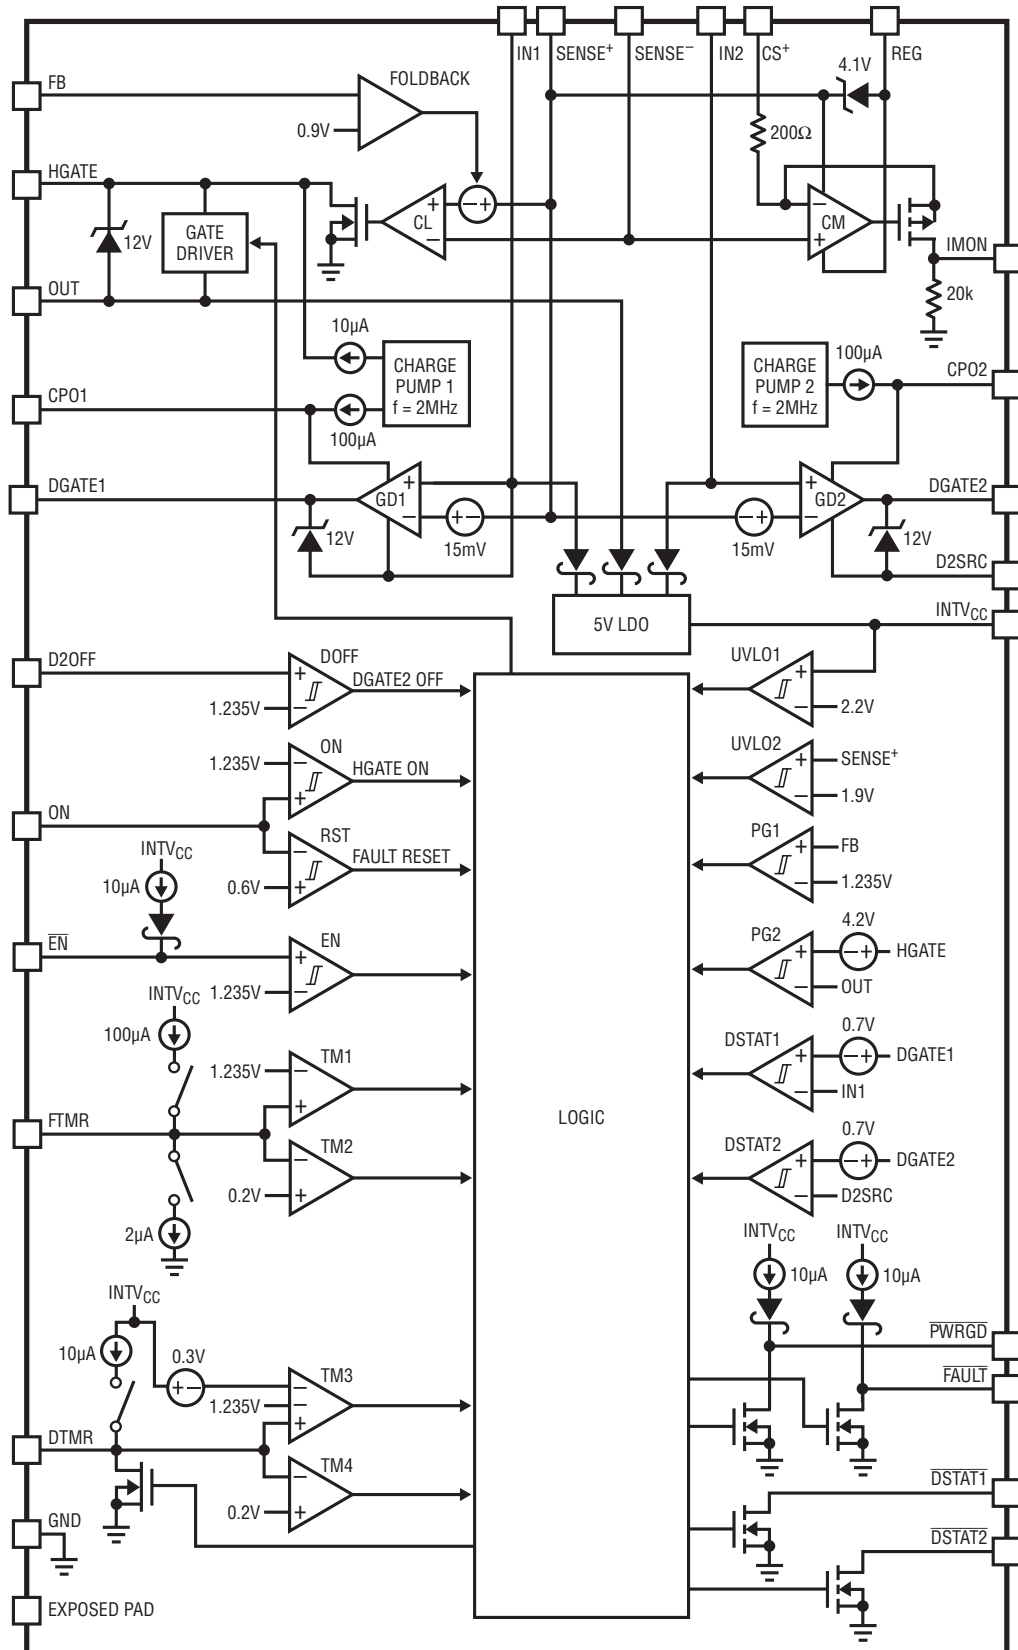 IN1 SENSE+ SENSE− IN2 CS+ REG
FB
FOLDBACK
4.1V
0.9V
200Ω
HGATE
12V
GATE
DRIVER
− +
+
CL
−
−
CM
+
IMON
20k
OUT
10µA
CHARGE
PUMP 1
f = 2MHz
100µA
CHARGE
PUMP 2
f = 2MHz
100µA
CPO1
CPO2
DGATE1
GD1
+
−
+ −
15mV
12V
− +
15mV
+
−
GD2
12V
DGATE2
D2SRC
5V LDO
INTVCC
D2OFF
DOFF
+
−
1.235V
DGATE2 OFF
UVLO1
+
−
2.2V
ON
1.235V
−
+
HGATE ON
UVLO2
+
−
SENSE+
1.9V
ON
RST
−
+
0.6V
FAULT RESET
PG1
+
−
FB
1.235V
INTVCC
10µA
EN
EN
+
−
1.235V
PG2
+
−
4.2V
− +
HGATE
OUT
INTVCC
100µA
TM1
1.235V
−
+
DSTAT1
+
−
0.7V
− +
DGATE1
IN1
LOGIC
FTMR
TM2
−
+
0.2V
DSTAT2
+
−
0.7V
− +
DGATE2
D2SRC
2µA
INTVCC
10µA
INTVCC
10µA
INTVCC
10µA
0.3V
+ −
TM3
−
−
+
1.235V
PWRGD
FAULT
DTMR
TM4
−
+
0.2V
DSTAT1
GND
DSTAT2
EXPOSED PAD